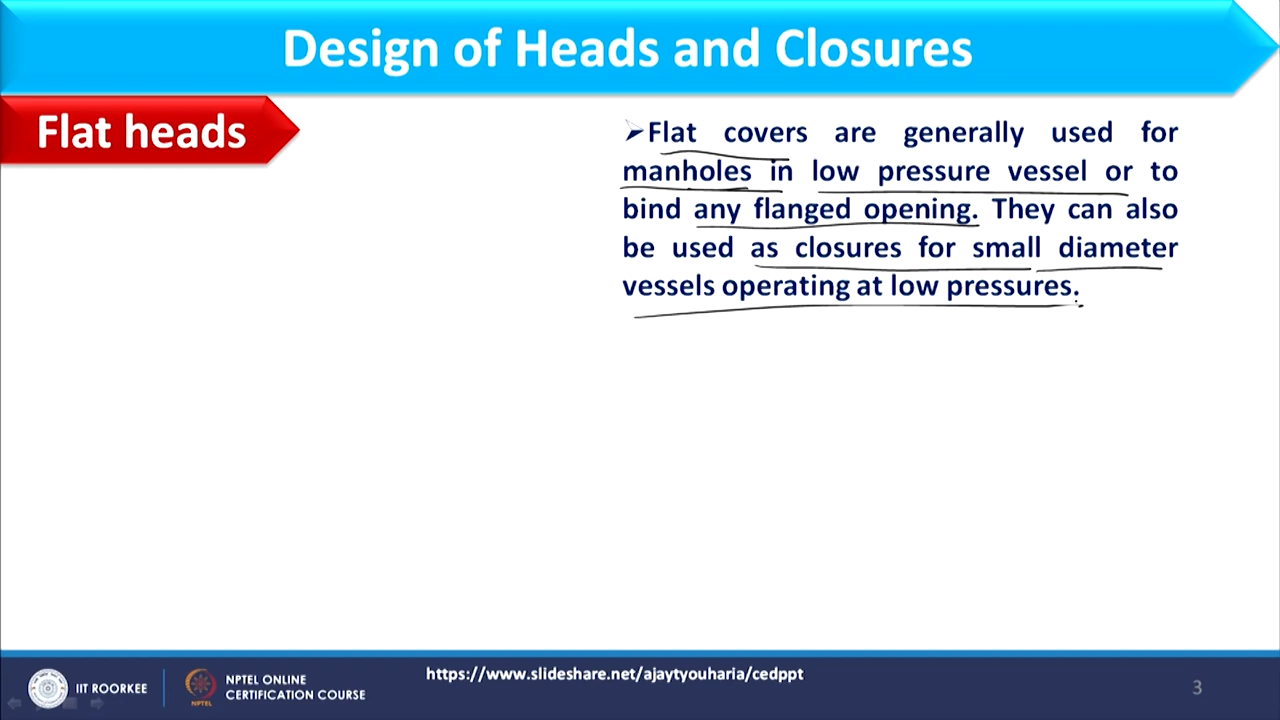 Design of Heads and Closures
Flat heads
➢Flat covers are generally used for
manholes in low pressure vessel or to
bind any flanged opening. They can also
be used as closures for small diameter
vessels operating at low pressures.
IIT ROORKEE
NPTEL
NPTEL ONLINE
CERTIFICATION COURSE
https://www.slideshare.net/ajaytyouharia/cedppt
3